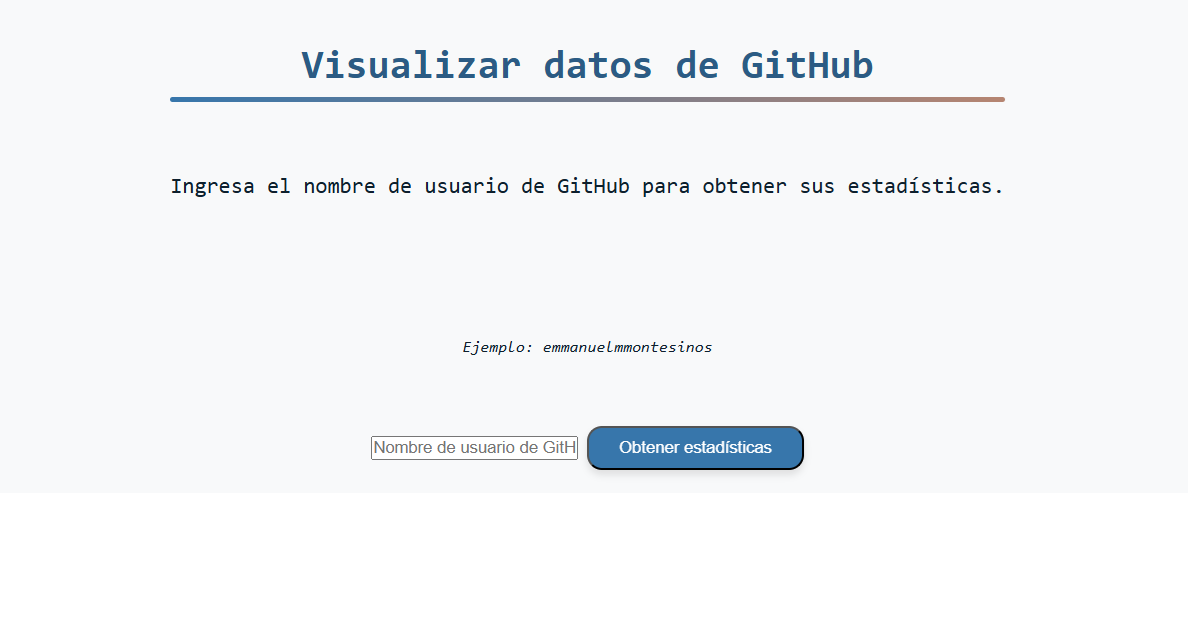 Visualizar datos de GitHub
Ingresa el nombre de usuario de GitHub para obtener sus estadísticas.
Ejemplo: emmanuelmmontesinos
Nombre de usuario de GitH
Obtener estadísticas